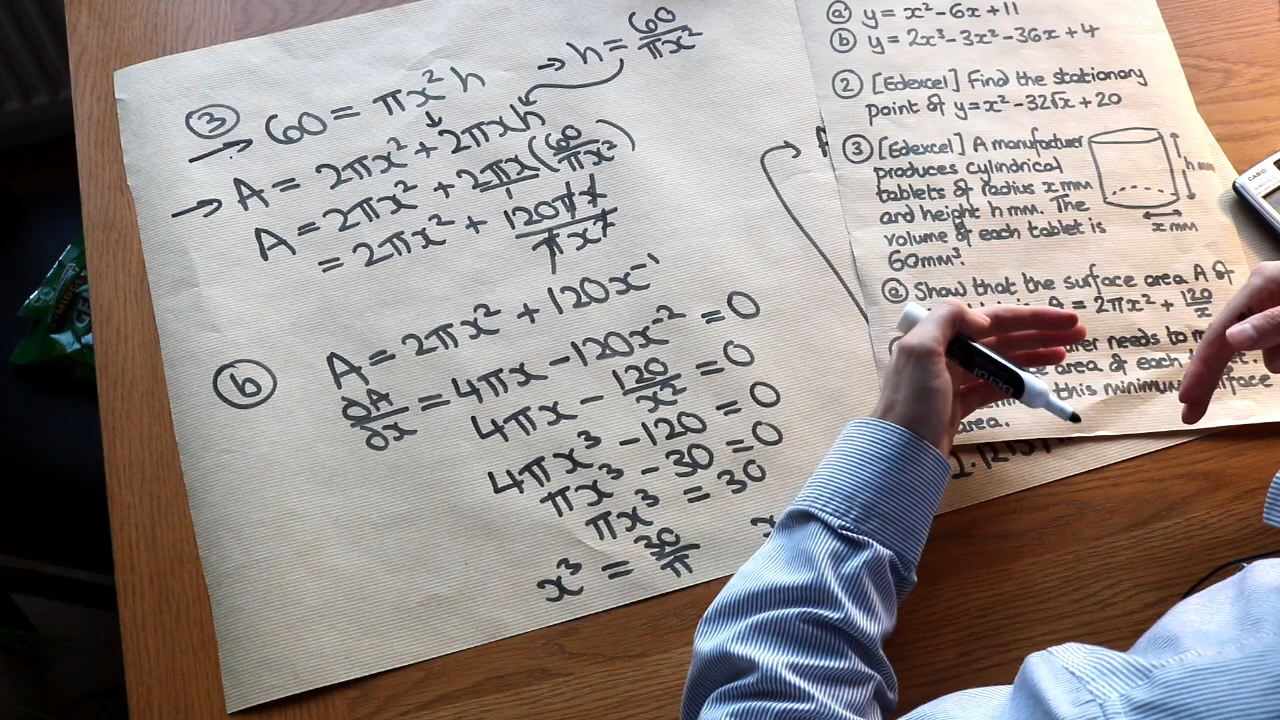 ③ 60 = πx²h → h = 60/πx²
→ A = 2πx² + 2πxh
A = 2πx² + 2πx(60/πx²)
= 2πx² + 120πx/πx²
A = 2πx² + 120x⁻¹
ⓑ dA/dx = 4πx - 120x⁻² = 0
4πx - 120/x² = 0
4πx³ - 120 = 0
πx³ - 30 = 0
πx³ = 30
x³ = 30/π
ⓐ y = x² - 6x + 11
ⓑ y = 2x³ - 3x² - 36x + 4
② [Edexcel] Find the stationary
point of y = x² - 32√x + 20
③ [Edexcel] A manufacturer
produces cylindrical
tablets of radius x mm
and height h mm. The
volume of each tablet is
60mm³.
h mm
x mm
ⓐ Show that the surface area A of
A = 2πx² + 120/x
needs to
area of each
this minimum surface
area.
CASIO